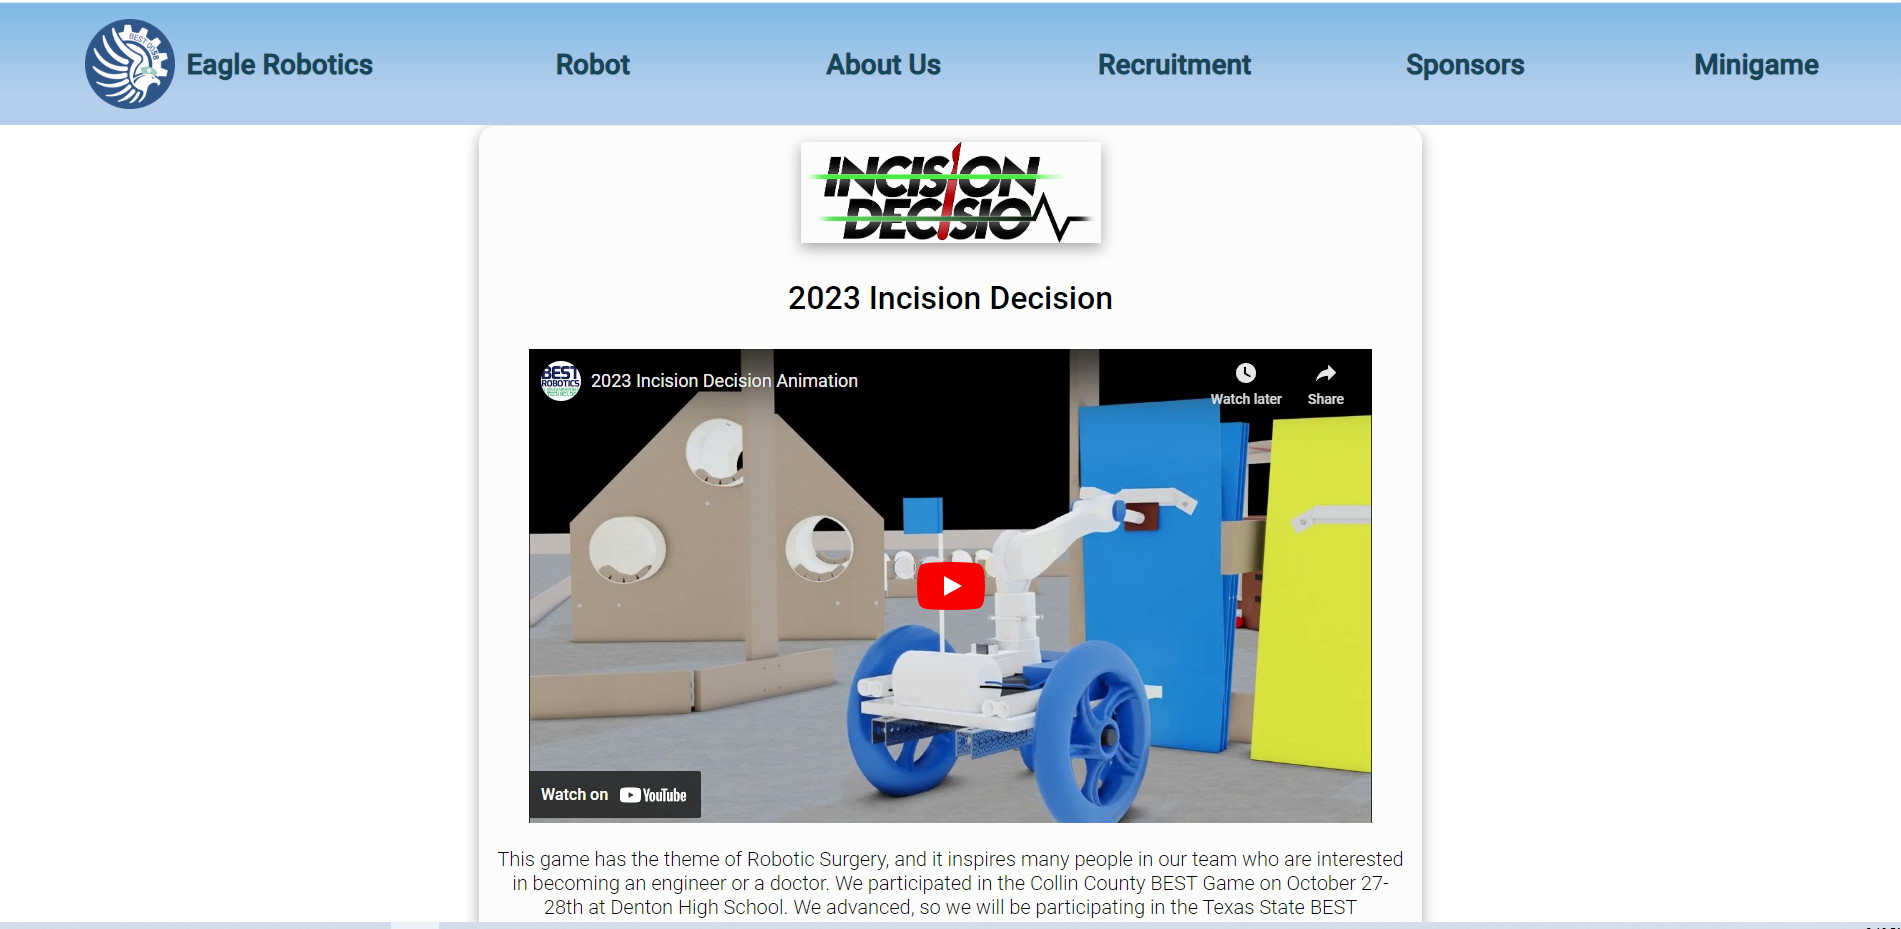 BEST 0058
Eagle Robotics
Robot
About Us
Recruitment
Sponsors
Minigame
INCISION
DECISIO
2023 Incision Decision
BEST
ROBOTICS
2023 Incision Decision Animation
Watch later
Share
Watch on YouTube
This game has the theme of Robotic Surgery, and it inspires many people in our team who are interested
in becoming an engineer or a doctor. We participated in the Collin County BEST Game on October 27-
28th at Denton High School. We advanced, so we will be participating in the Texas State BEST